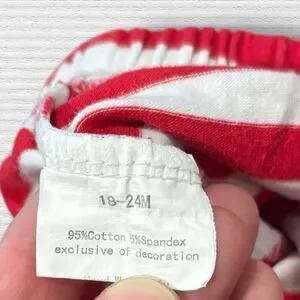 18-24M
95%Cotton 5%Spandex
exclusive of decoration